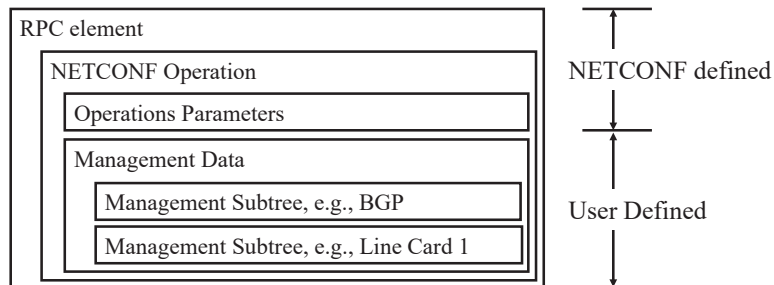 RPC element
NETCONF Operation
NETCONF defined
Operations Parameters
Management Data
Management Subtree, e.g., BGP
User Defined
Management Subtree, e.g., Line Card 1